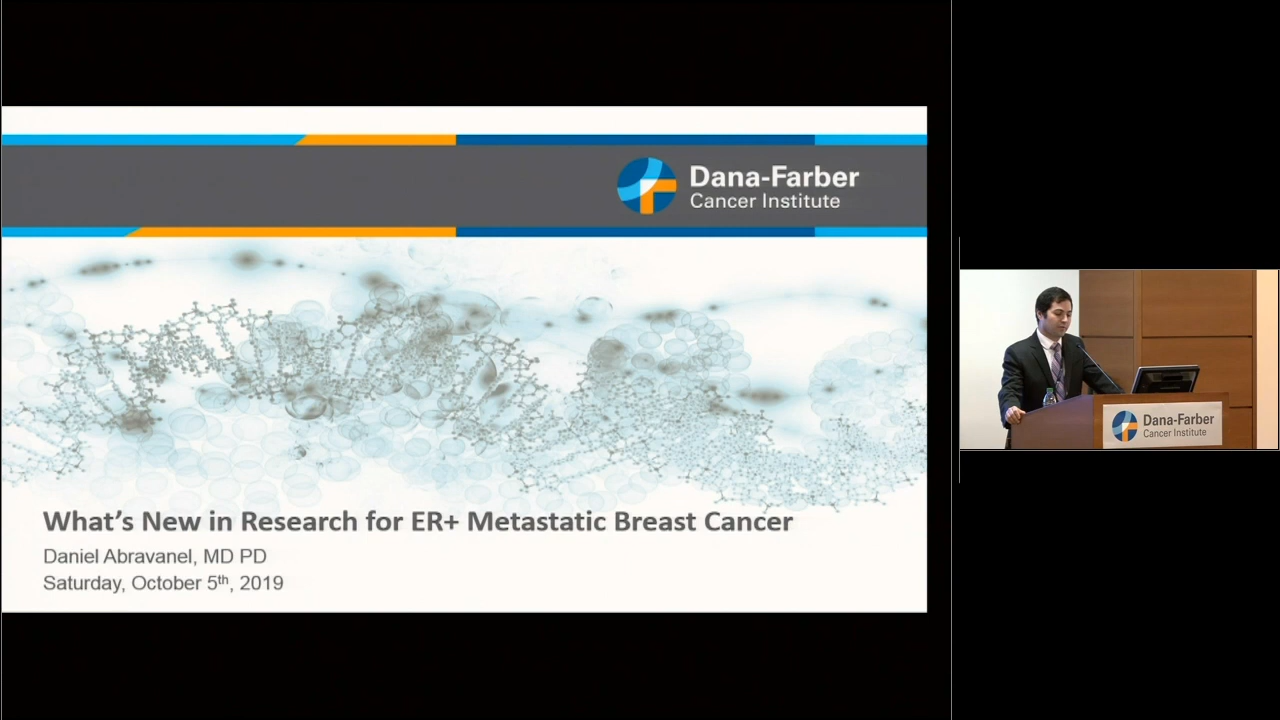 Dana-Farber
Cancer Institute
What's New in Research for ER+ Metastatic Breast Cancer
Daniel Abravanel, MD PD
Saturday, October 5th, 2019
Dana-Farber
Cancer Institute